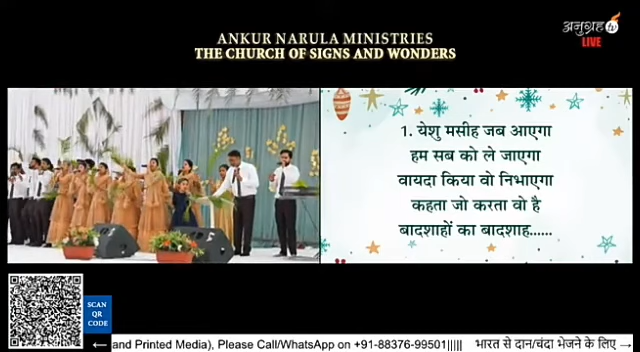 ANKUR NARULA MINISTRIES
THE CHURCH OF SIGNS AND WONDERS
अनुग्रह tv
LIVE
1. येशु मसीह जब आएगा
हम सब को ले जाएगा
वायदा किया वो निभाएगा
कहता जो करता वो है
बादशाहों का बादशाह......
LIVE
SCAN
QR
CODE
← and Printed Media), Please Call/WhatsApp on +91-88376-99501||||| भारत से दान/चंदा भेजने के लिए →